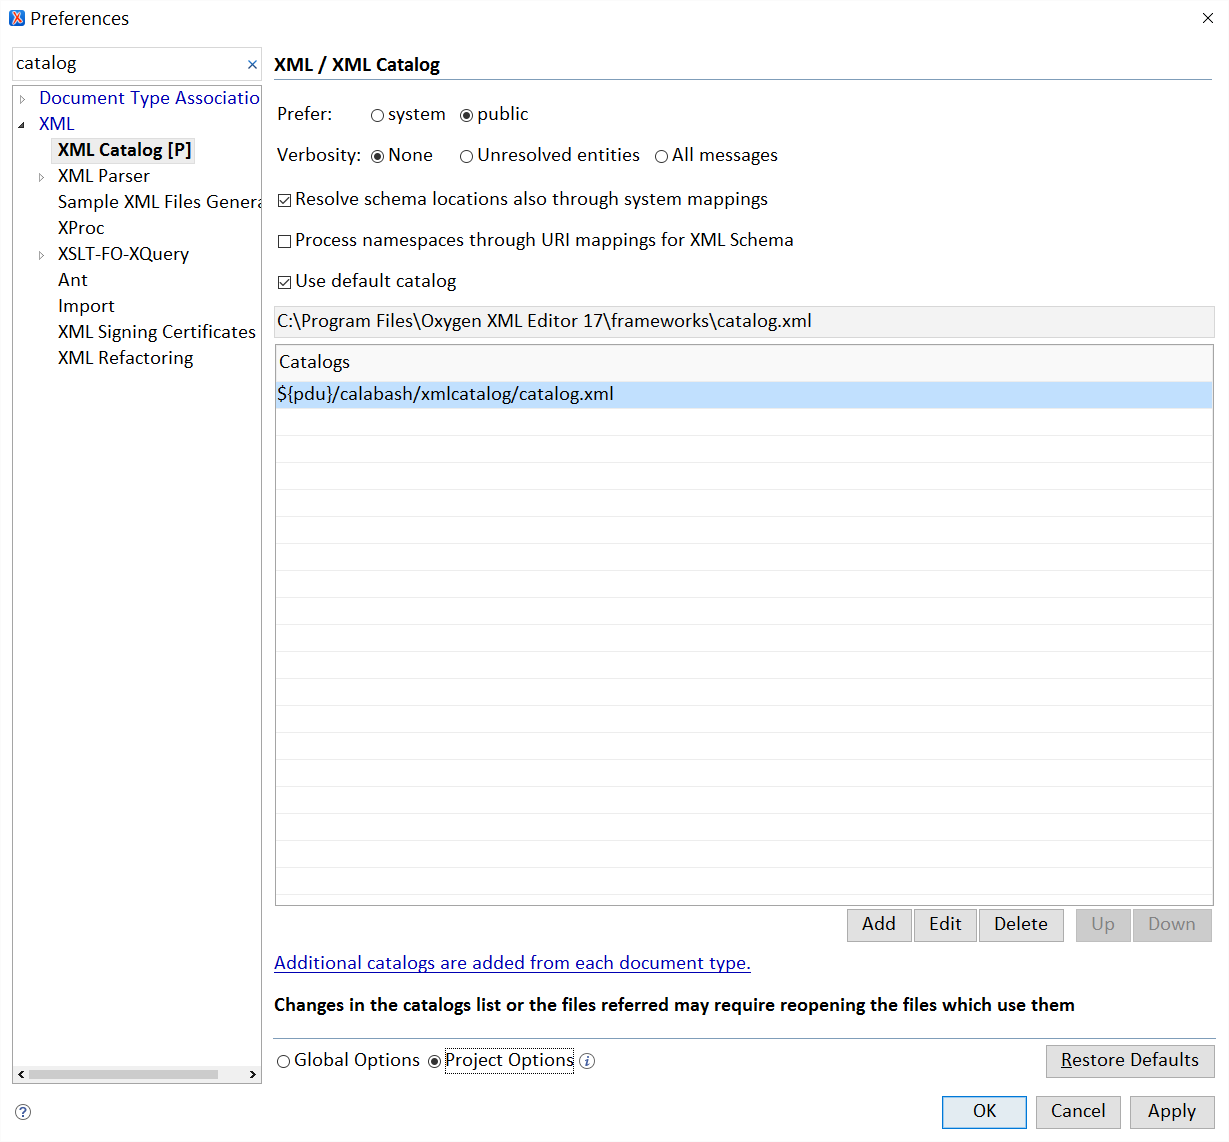 Preferences
catalog
Document Type Associatio
XML
XML Catalog [P]
XML Parser
Sample XML Files Genera
XProc
XSLT-FO-XQuery
Ant
Import
XML Signing Certificates
XML Refactoring
XML / XML Catalog
Prefer: system public
Verbosity: None Unresolved entities All messages
Resolve schema locations also through system mappings
Process namespaces through URI mappings for XML Schema
Use default catalog
C:\Program Files\Oxygen XML Editor 17\frameworks\catalog.xml
Catalogs
${pdu}/calabash/xmlcatalog/catalog.xml
Add Edit Delete Up Down
Additional catalogs are added from each document type.
Changes in the catalogs list or the files referred may require reopening the files which use them
Global Options Project Options Restore Defaults
OK Cancel Apply